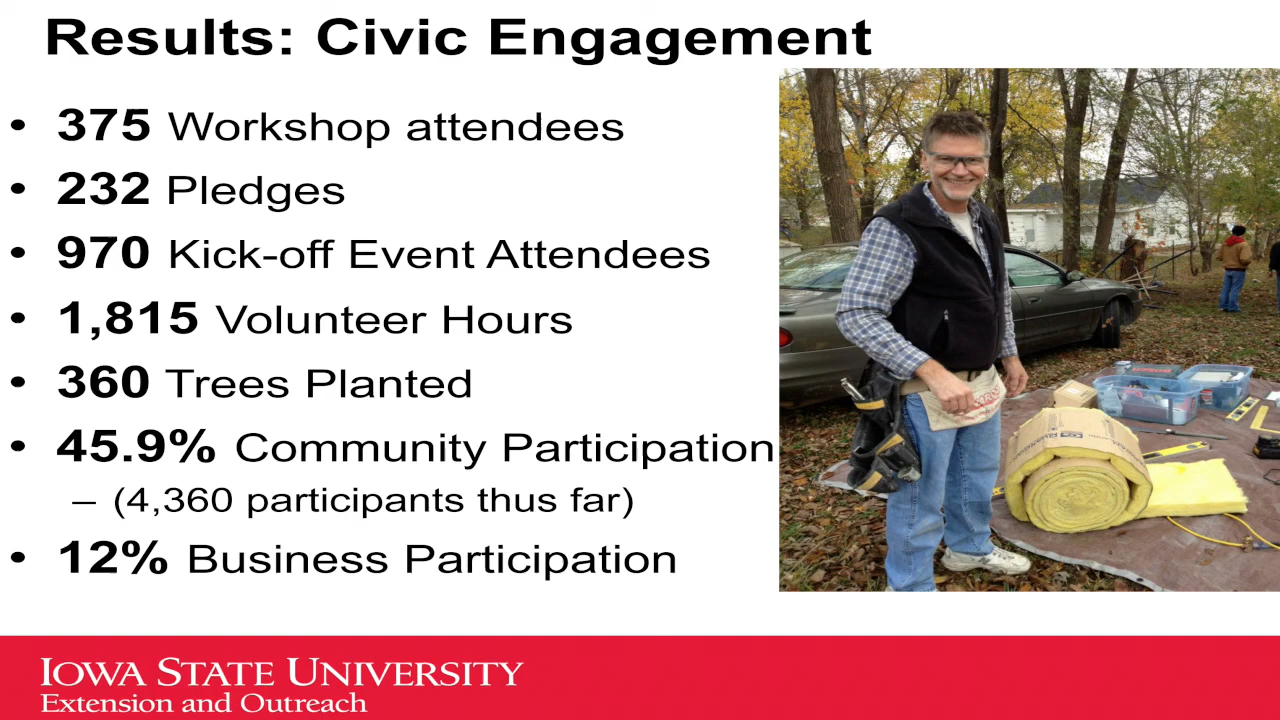 Results: Civic Engagement
• 375 Workshop attendees
• 232 Pledges
• 970 Kick-off Event Attendees
• 1,815 Volunteer Hours
• 360 Trees Planted
• 45.9% Community Participation
– (4,360 participants thus far)
• 12% Business Participation
IOWA STATE UNIVERSITY
Extension and Outreach